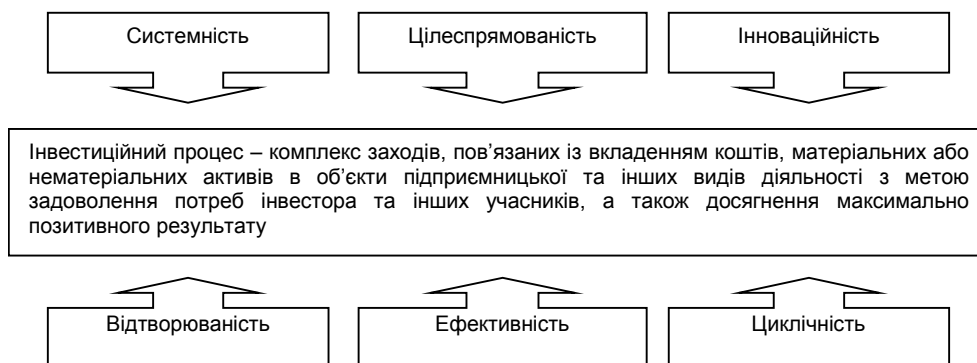 Системність
Цілеспрямованість
Інноваційність
Інвестиційний процес – комплекс заходів, пов’язаних із вкладенням коштів, матеріальних або
нематеріальних активів в об’єкти підприємницької та інших видів діяльності з метою
задоволення потреб інвестора та інших учасників, а також досягнення максимально
позитивного результату
Відтворюваність
Ефективність
Циклічність